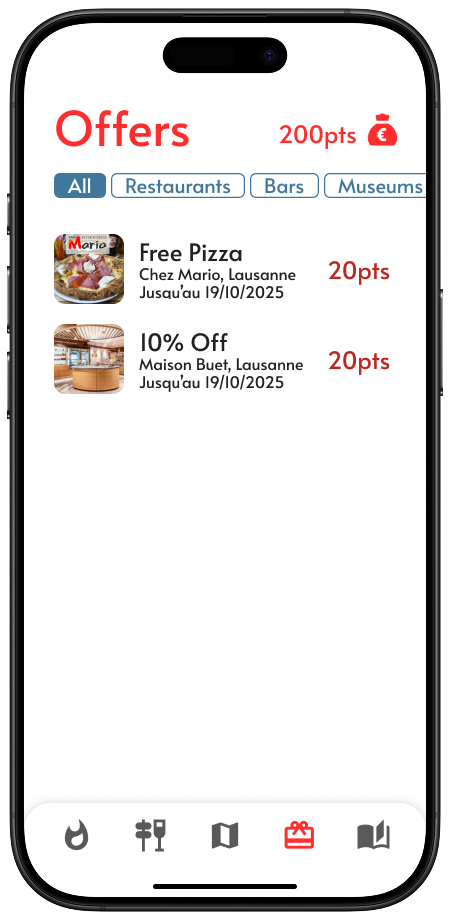 Offers
200pts
€
All
Restaurants
Bars
Museums
Mario
Free Pizza
Chez Mario, Lausanne
Jusqu'au 19/10/2025
20pts
10% Off
Maison Buet, Lausanne
Jusqu'au 19/10/2025
20pts